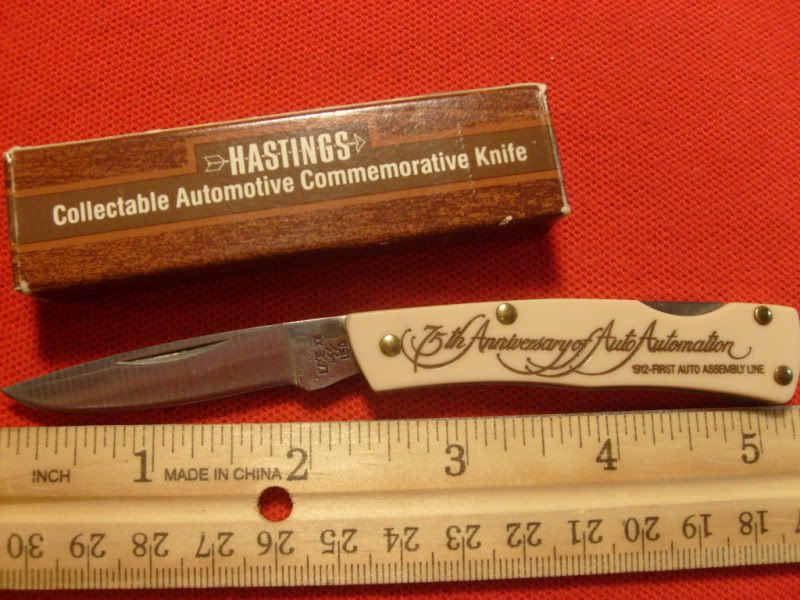 HASTINGS
Collectable Automotive Commemorative Knife
75th Anniversary of Auto Automation
1912-FIRST AUTO ASSEMBLY LINE
USA
1 2 3 4 5
INCH MADE IN CHINA
30 29 28 27 26 25 24 23 22 21 20 19 18